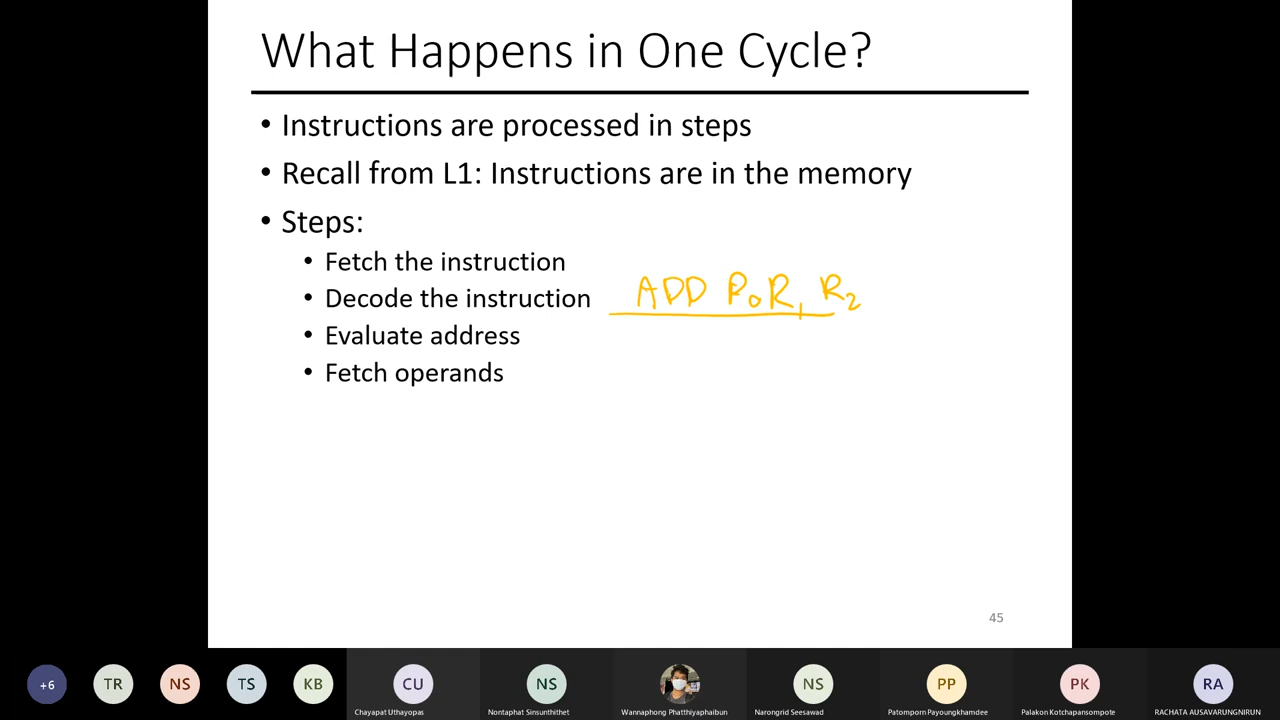 What Happens in One Cycle?
• Instructions are processed in steps
• Recall from L1: Instructions are in the memory
• Steps:
• Fetch the instruction
• Decode the instruction ADD R0 R1 R2
• Evaluate address
• Fetch operands
45
+6 TR NS TS KB CU NS NS PP PK RA
Chayapat Uthayopas Nontaphat Sinsunthithet Wannaphong Phatthiyaphaibun Narongrid Seesawad Patomporn Payoungkhamdee Palakon Kotchapansompote RACHATA AUSAVARUNGNIRUN